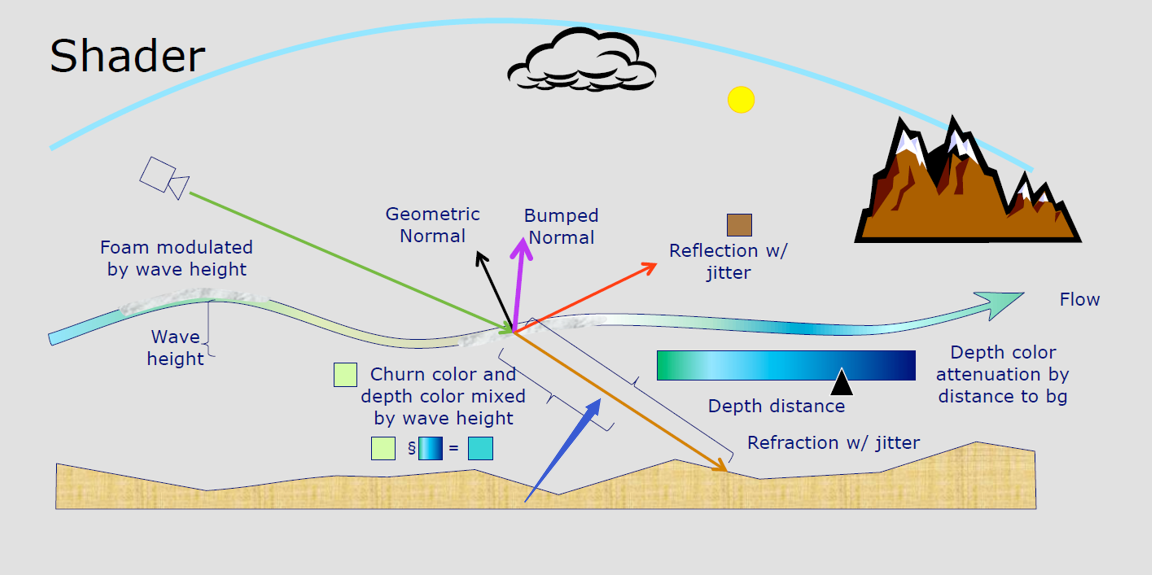 Shader
Geometric
Normal
Bumped
Normal
Reflection w/
jitter
Foam modulated
by wave height
Flow
Wave
height
Churn color and
depth color mixed
by wave height
§ =
Depth color
attenuation by
distance to bg
Depth distance
Refraction w/ jitter